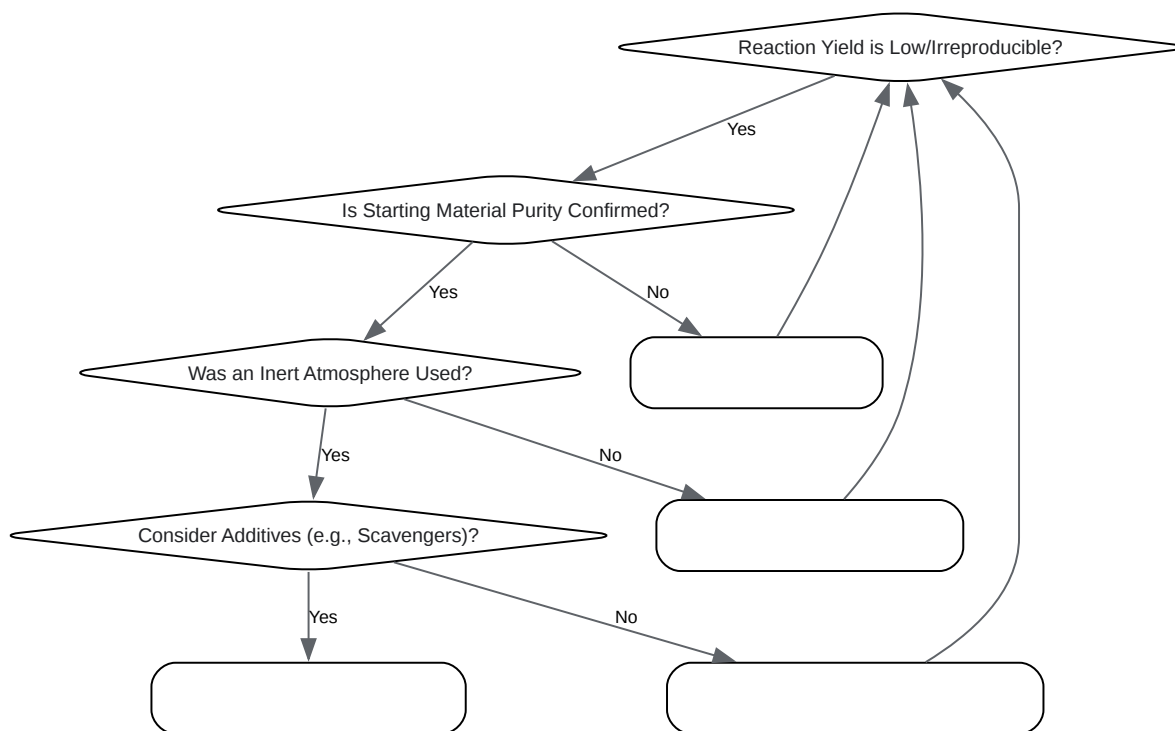 Reaction Yield is Low/Irreproducible?
Yes
Is Starting Material Purity Confirmed?
Yes
No
Was an Inert Atmosphere Used?
Yes
No
Consider Additives (e.g., Scavengers)?
Yes
No